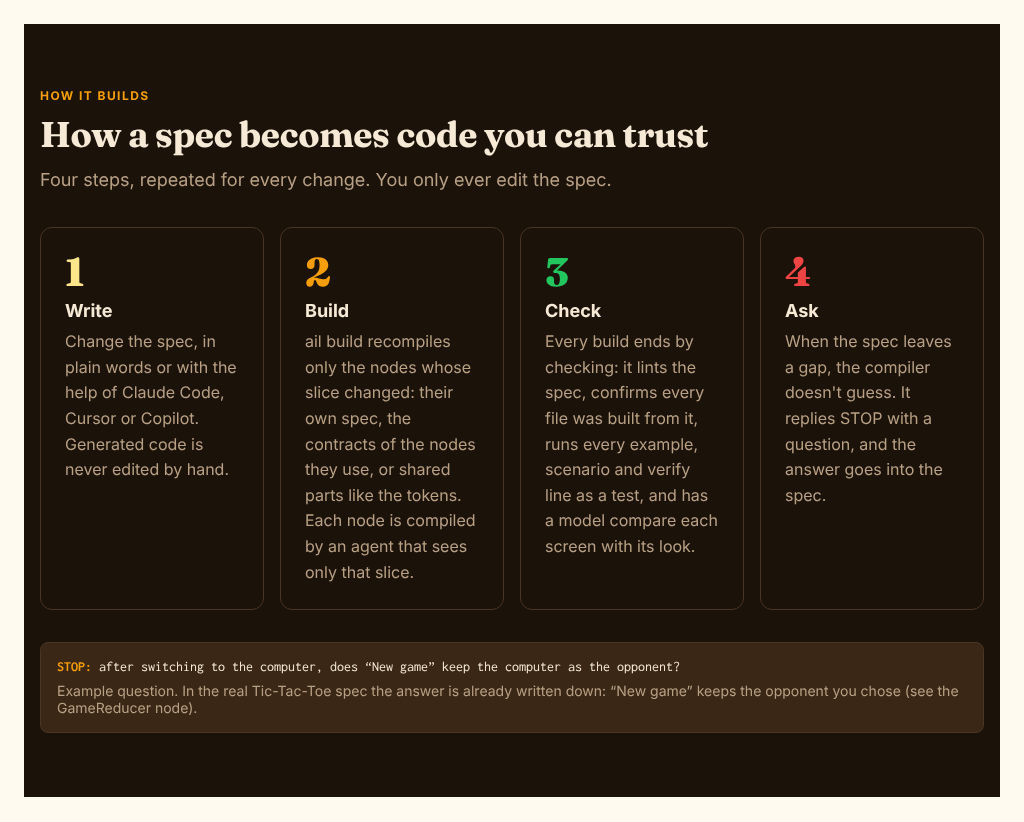 HOW IT BUILDS
How a spec becomes code you can trust
Four steps, repeated for every change. You only ever edit the spec.
1
Write
Change the spec, in
plain words or with the
help of Claude Code,
Cursor or Copilot.
Generated code is
never edited by hand.
2
Build
ail build recompiles
only the nodes whose
slice changed: their
own spec, the
contracts of the nodes
they use, or shared
parts like the tokens.
Each node is compiled
by an agent that sees
only that slice.
3
Check
Every build ends by
checking: it lints the
spec, confirms every
file was built from it,
runs every example,
scenario and verify
line as a test, and has
a model compare each
screen with its look.
4
Ask
When the spec leaves
a gap, the compiler
doesn't guess. It
replies STOP with a
question, and the
answer goes into the
spec.
STOP: after switching to the computer, does “New game” keep the computer as the opponent?
Example question. In the real Tic-Tac-Toe spec the answer is already written down: “New game” keeps the opponent you chose (see the
GameReducer node).